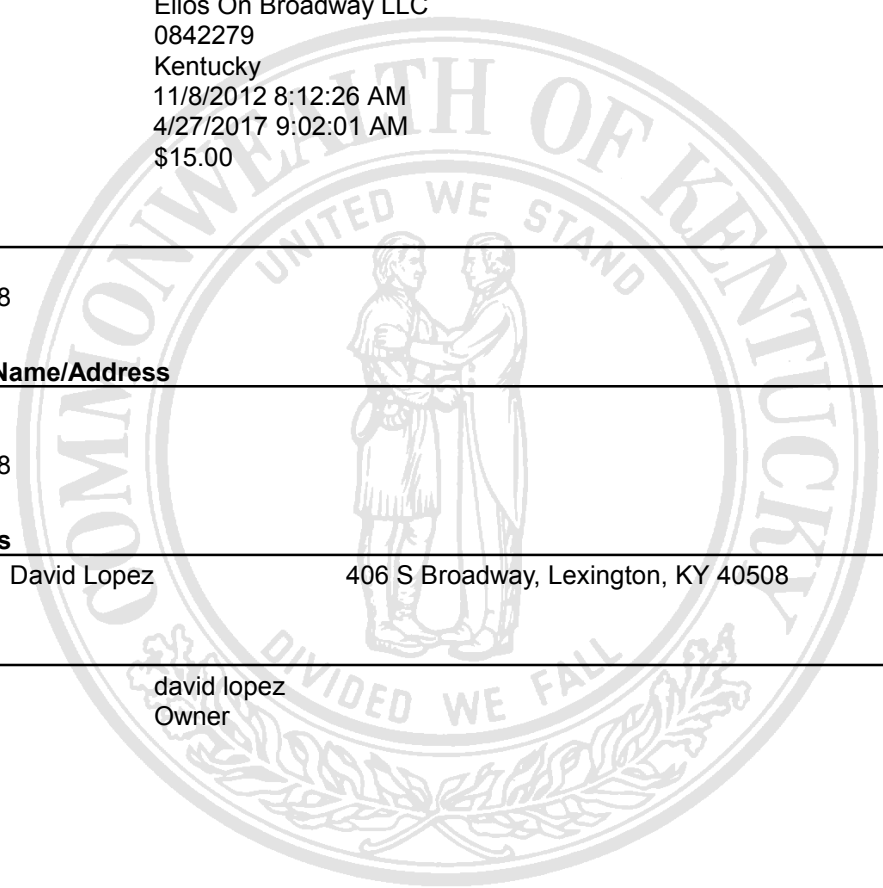 Elios On Broadway LLC
0842279
Kentucky
11/8/2012 8:12:26 AM
4/27/2017 9:02:01 AM
$15.00
COMMONWEALTH OF KENTUCKY
UNITED WE STAND
8
Name/Address
8
s
David Lopez 406 S Broadway, Lexington, KY 40508
DIVIDED WE FALL
david lopez
Owner